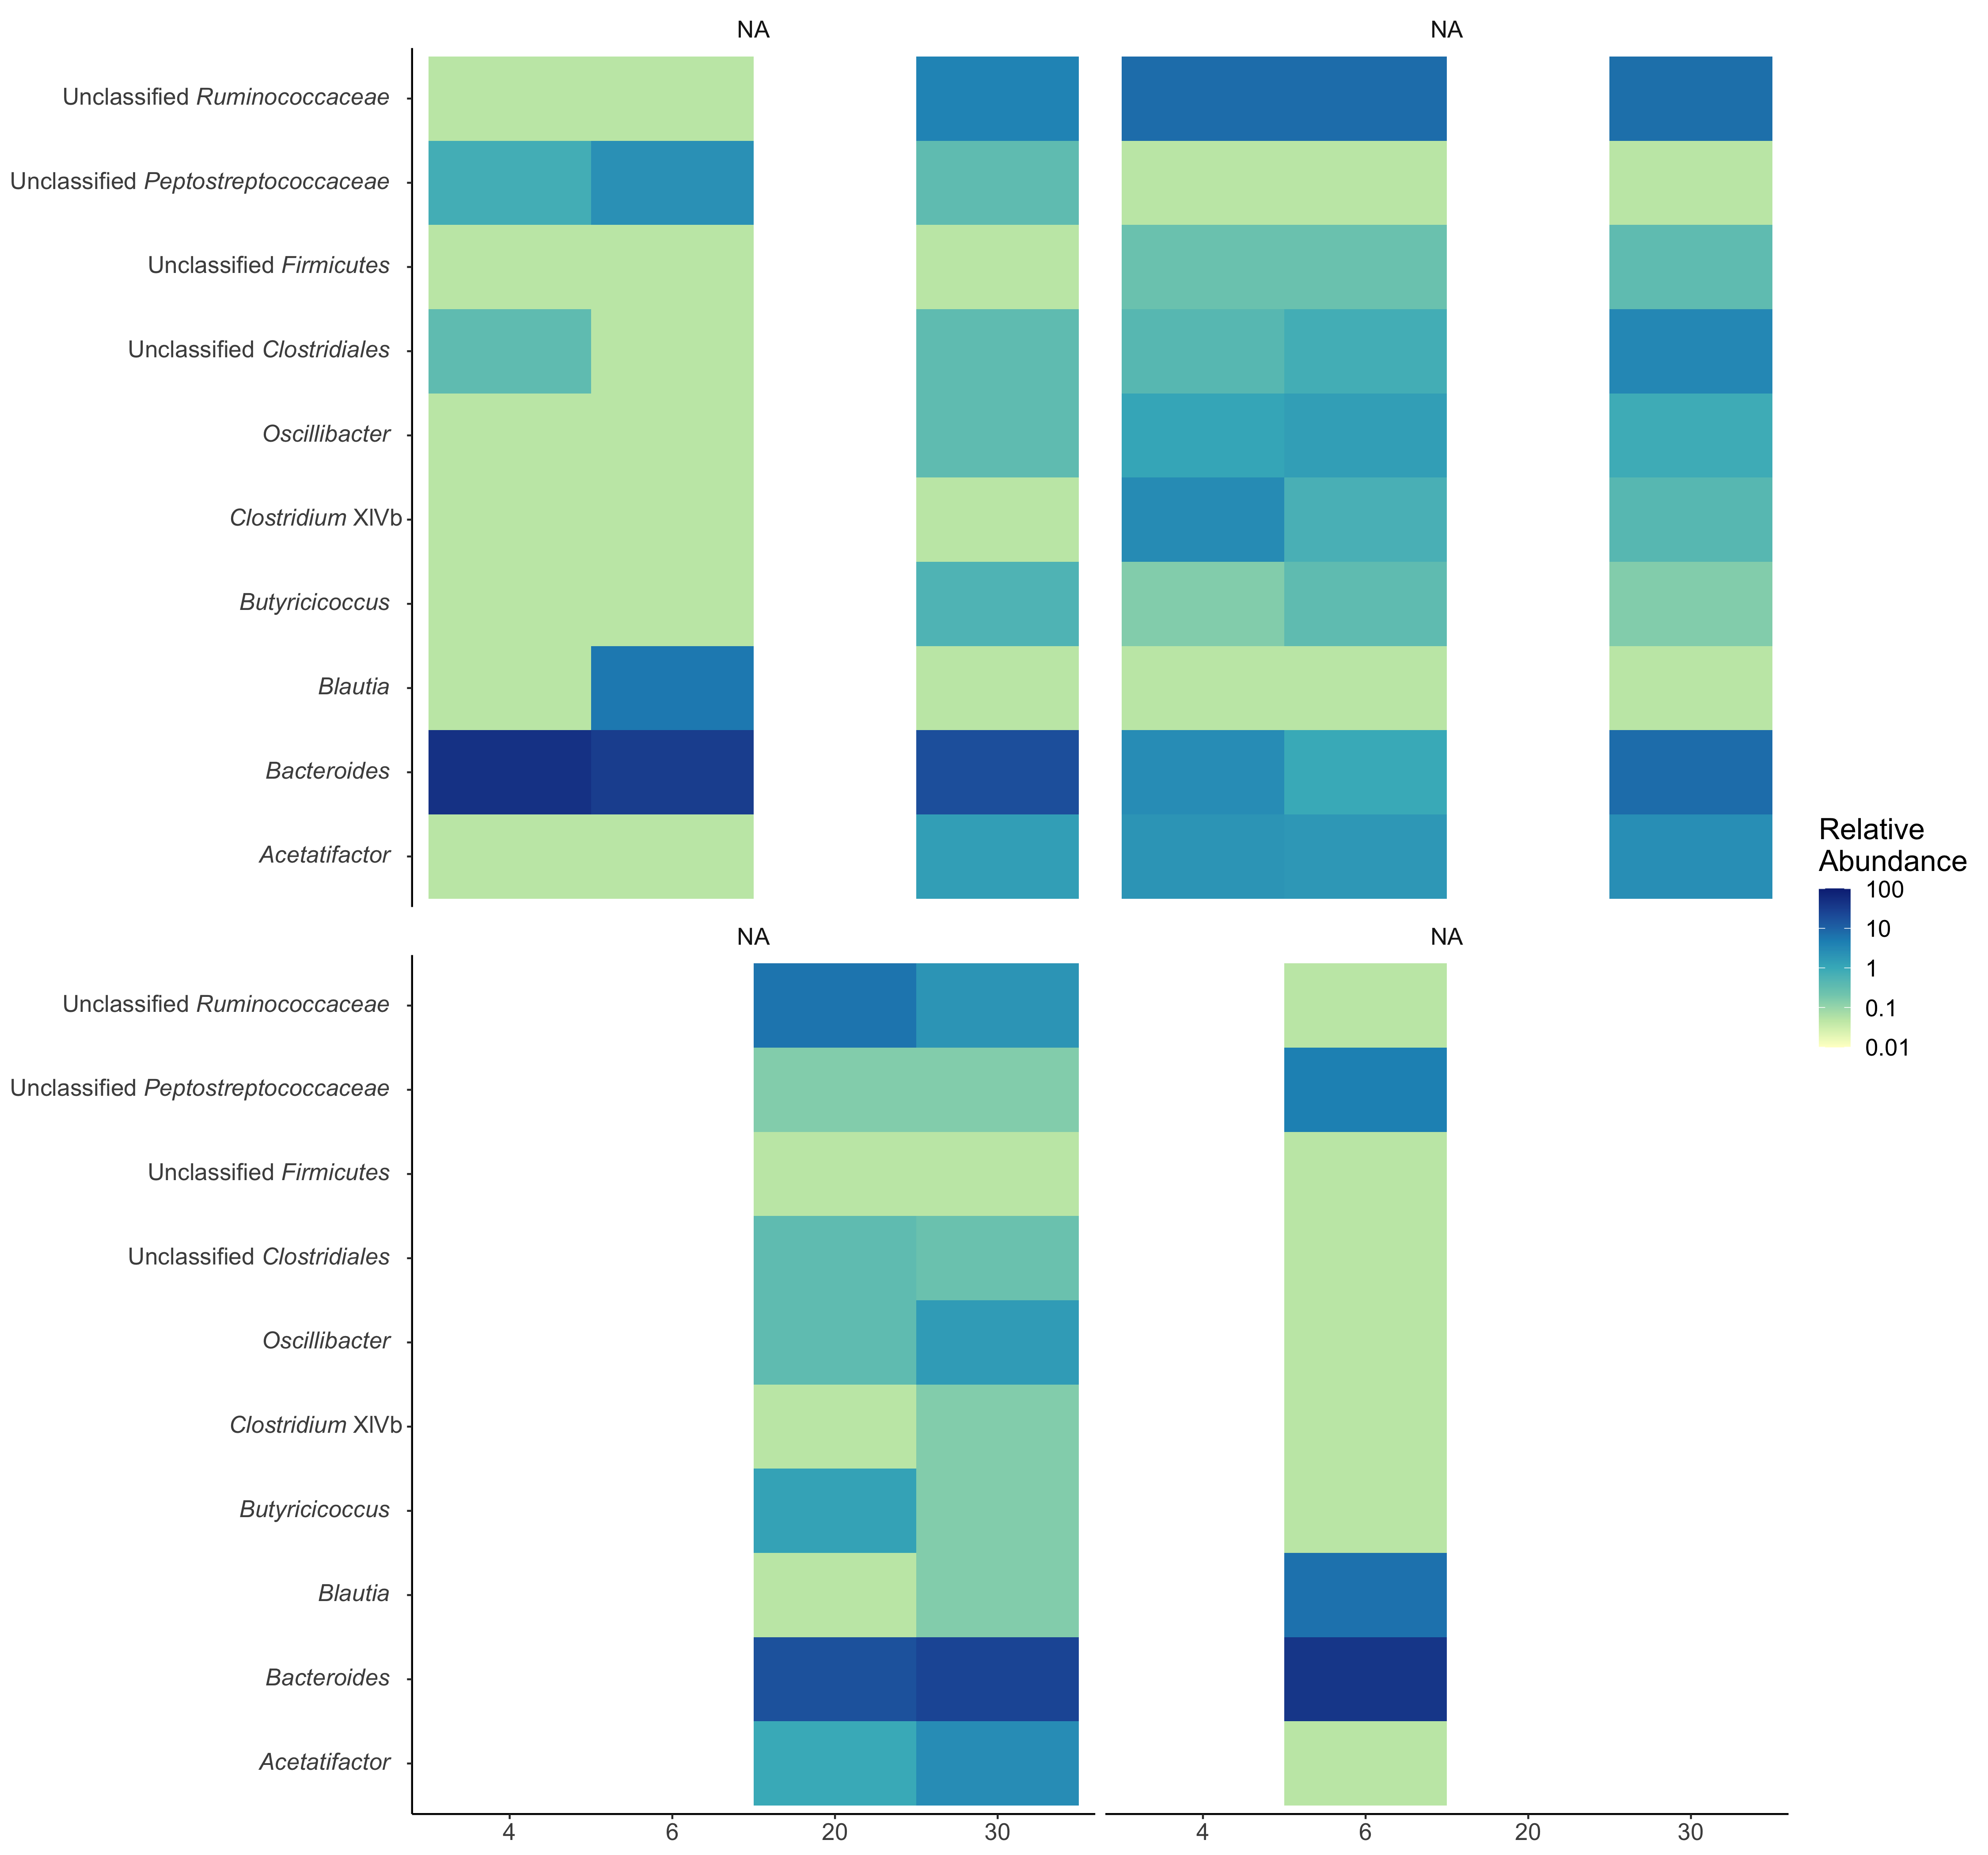 NA NA
Unclassified Ruminococcaceae
Unclassified Peptostreptococcaceae
Unclassified Firmicutes
Unclassified Clostridiales
Oscillibacter
Clostridium XIVb
Butyricicoccus
Blautia
Bacteroides
Acetatifactor
NA NA
Unclassified Ruminococcaceae
Unclassified Peptostreptococcaceae
Unclassified Firmicutes
Unclassified Clostridiales
Oscillibacter
Clostridium XIVb
Butyricicoccus
Blautia
Bacteroides
Acetatifactor
4 6 20 30 4 6 20 30
Relative
Abundance
100
10
1
0.1
0.01